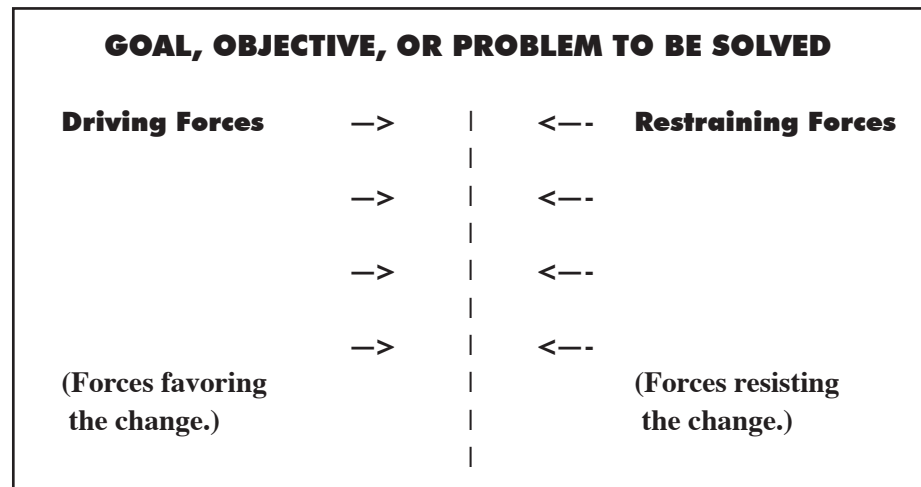 GOAL, OBJECTIVE, OR PROBLEM TO BE SOLVED
Driving Forces —> | <—- Restraining Forces
|
—> | <—-
|
—> | <—-
|
—> | <—-
(Forces favoring | (Forces resisting
the change.) | the change.)
|